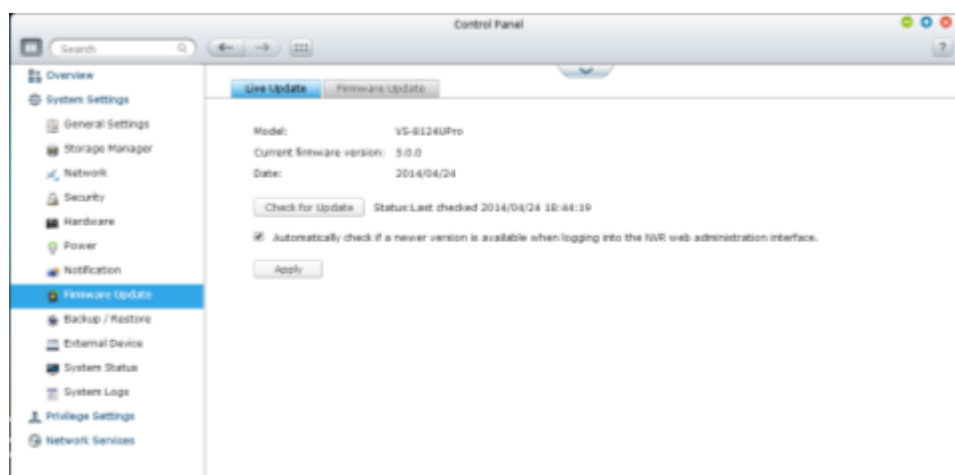 Control Panel
Search
?
Overview
System Settings
General Settings
Storage Manager
Network
Security
Hardware
Power
Notification
Firmware Update
Backup / Restore
External Device
System Status
System Logs
Privilege Settings
Network Services
Live Update
Firmware Update
Model: VS-8124UPro
Current firmware version: 5.0.0
Date: 2014/04/24
Check for Update Status:Last checked 2014/04/24 18:44:19
Automatically check if a newer version is available when logging into the NVR web administration interface.
Apply